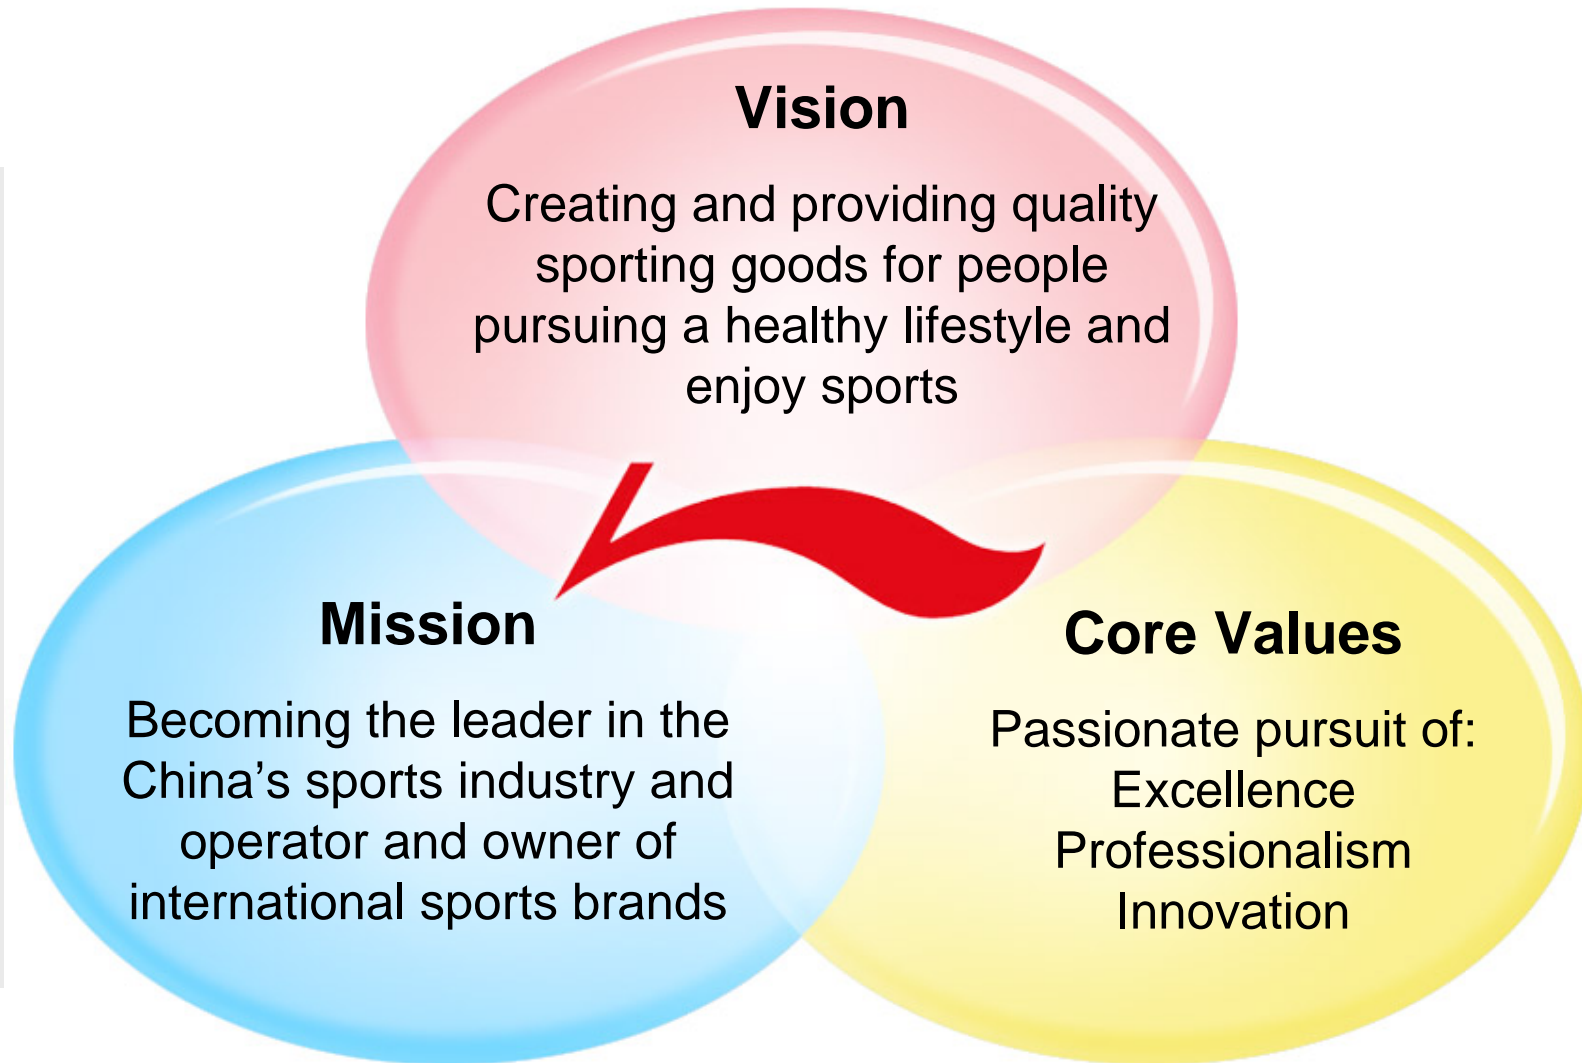 Vision
Creating and providing quality
sporting goods for people
pursuing a healthy lifestyle and
enjoy sports
Mission
Becoming the leader in the
China’s sports industry and
operator and owner of
international sports brands
Core Values
Passionate pursuit of:
Excellence
Professionalism
Innovation